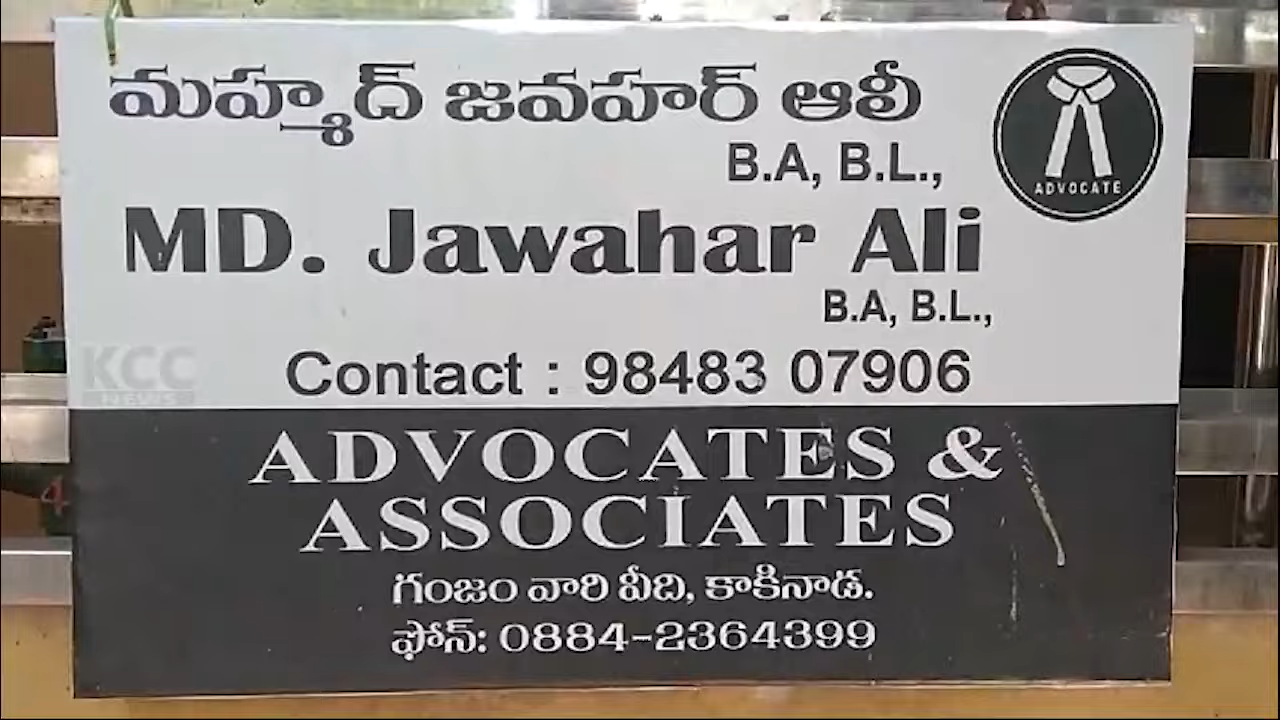 మహ్మద్ జవహర్ ఆలీ
B.A, B.L.,
ADVOCATE
MD. Jawahar Ali
B.A, B.L.,
Contact : 98483 07906
KCC
NEWS
ADVOCATES &
ASSOCIATES
గంజం వారి వీది, కాకినాడ.
ఫోన్: 0884-2364399